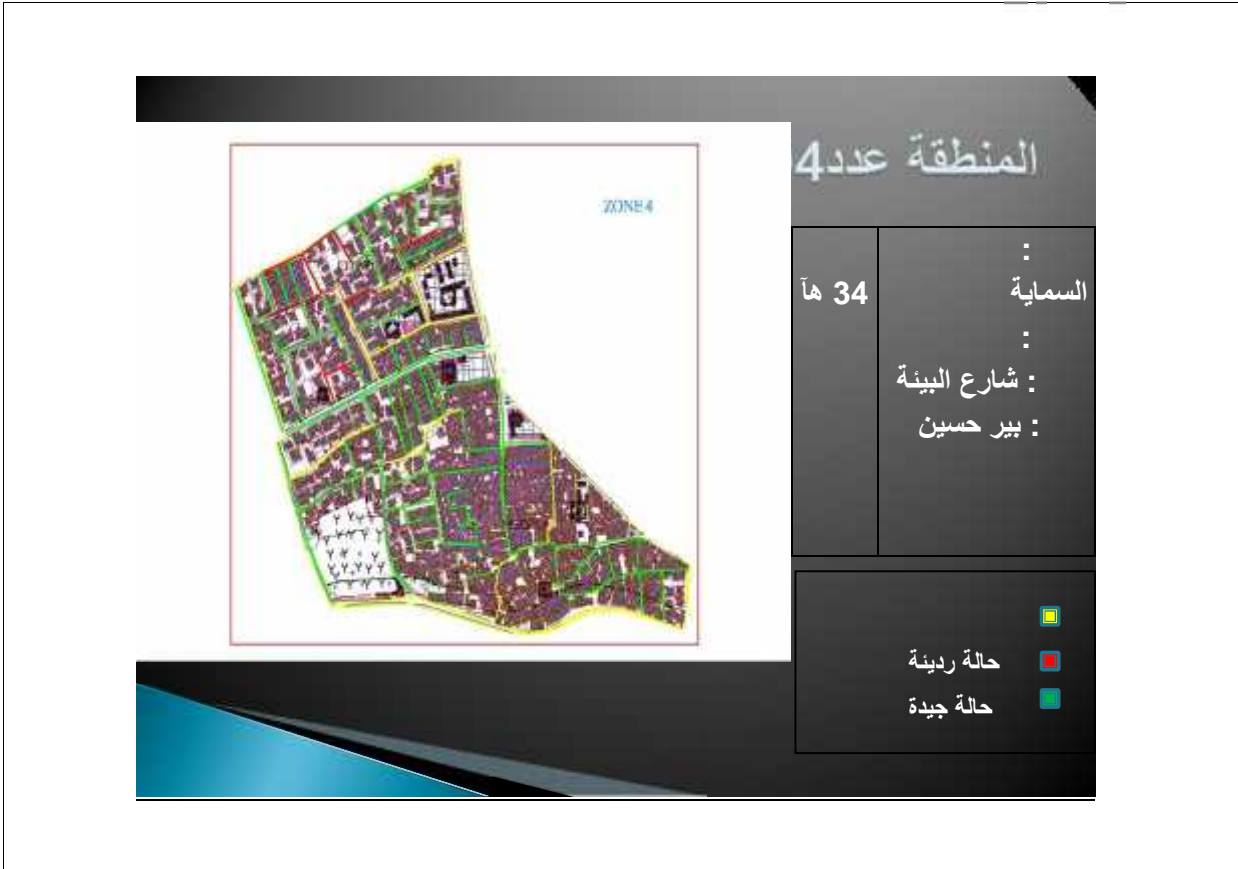 المنطقة عدد4
ZONE 4
:
السماية 34 هآ
:
: شارع البيئة
: بير حسين
حالة رديئة
حالة جيدة